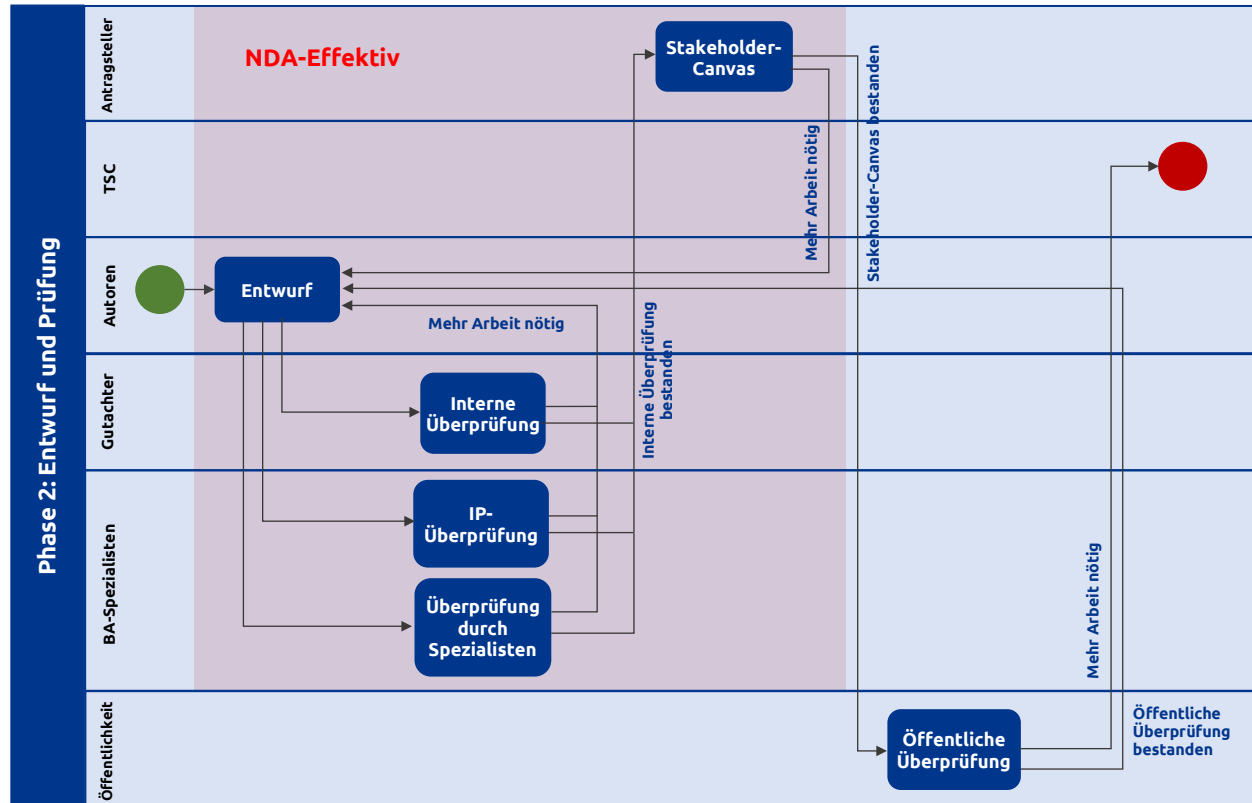 Phase 2: Entwurf und Prüfung
Antragsteller
NDA-Effektiv
Stakeholder-
Canvas
Stakeholder-Canvas bestanden
Mehr Arbeit nötig
TSC
Autoren
Entwurf
Mehr Arbeit nötig
Interne Überprüfung
bestanden
Gutachter
Interne
Überprüfung
BA-Spezialisten
IP-
Überprüfung
Überprüfung
durch
Spezialisten
Mehr Arbeit nötig
Öffentlichkeit
Öffentliche
Überprüfung
Öffentliche
Überprüfung
bestanden